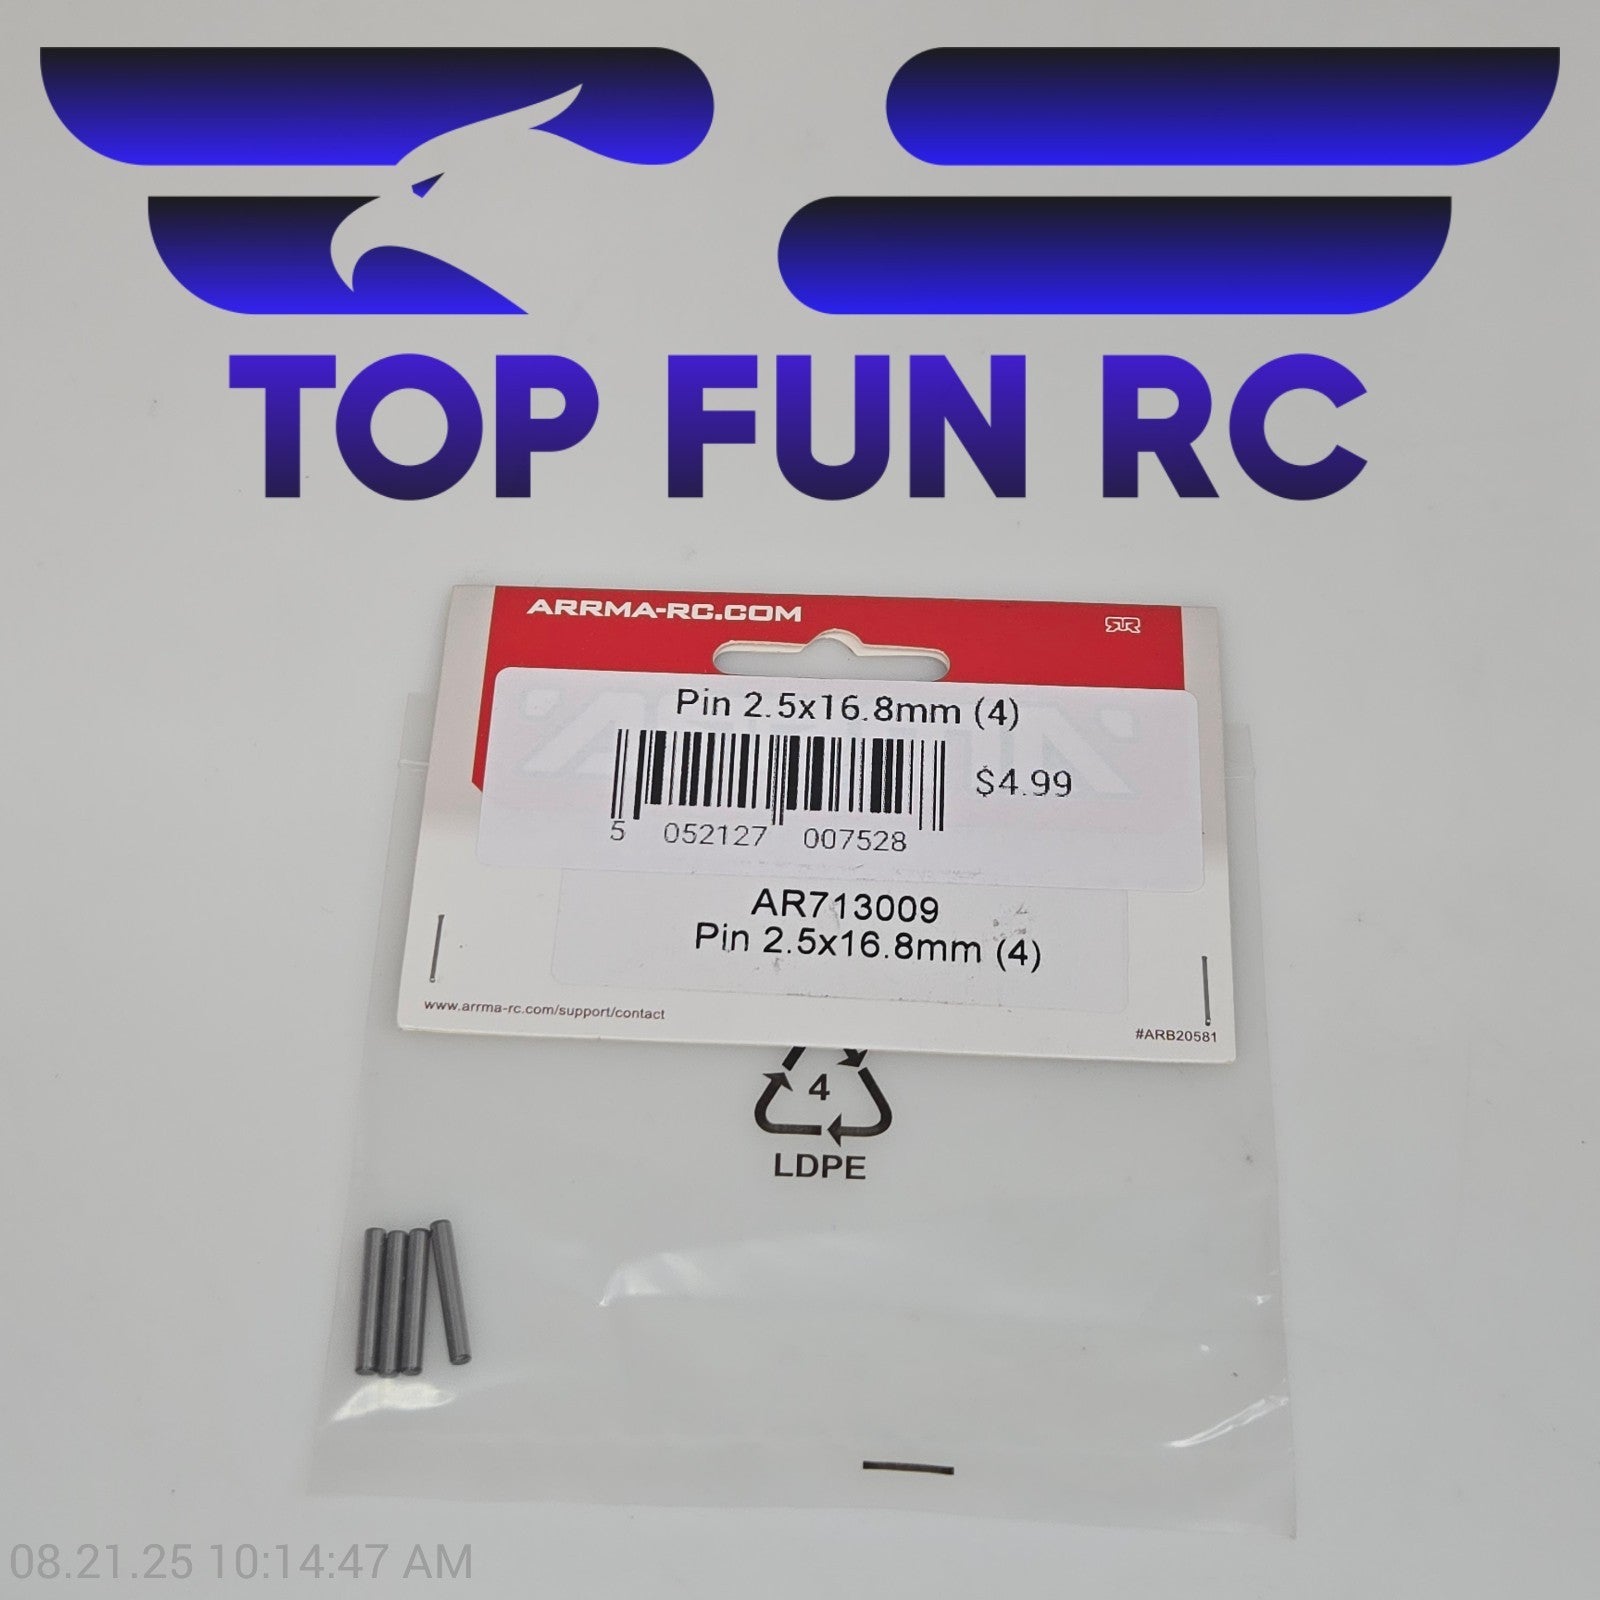 TOP FUN RC
ARRMA-RC.COM
Pin 2.5x16.8mm (4)
$4.99
5 052127 007528
AR713009
Pin 2.5x16.8mm (4)
www.arrma-rc.com/support/contact
#ARB20581
4
LDPE
08.21.25 10:14:47 AM